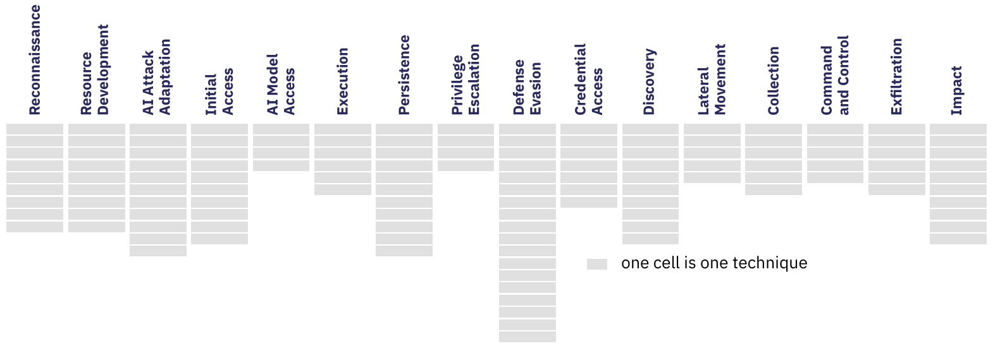 Reconnaissance
Resource
Development
AI Attack
Adaptation
Initial
Access
AI Model
Access
Execution
Persistence
Privilege
Escalation
Defense
Evasion
Credential
Access
Discovery
Lateral
Movement
Collection
Command
and Control
Exfiltration
Impact
one cell is one technique